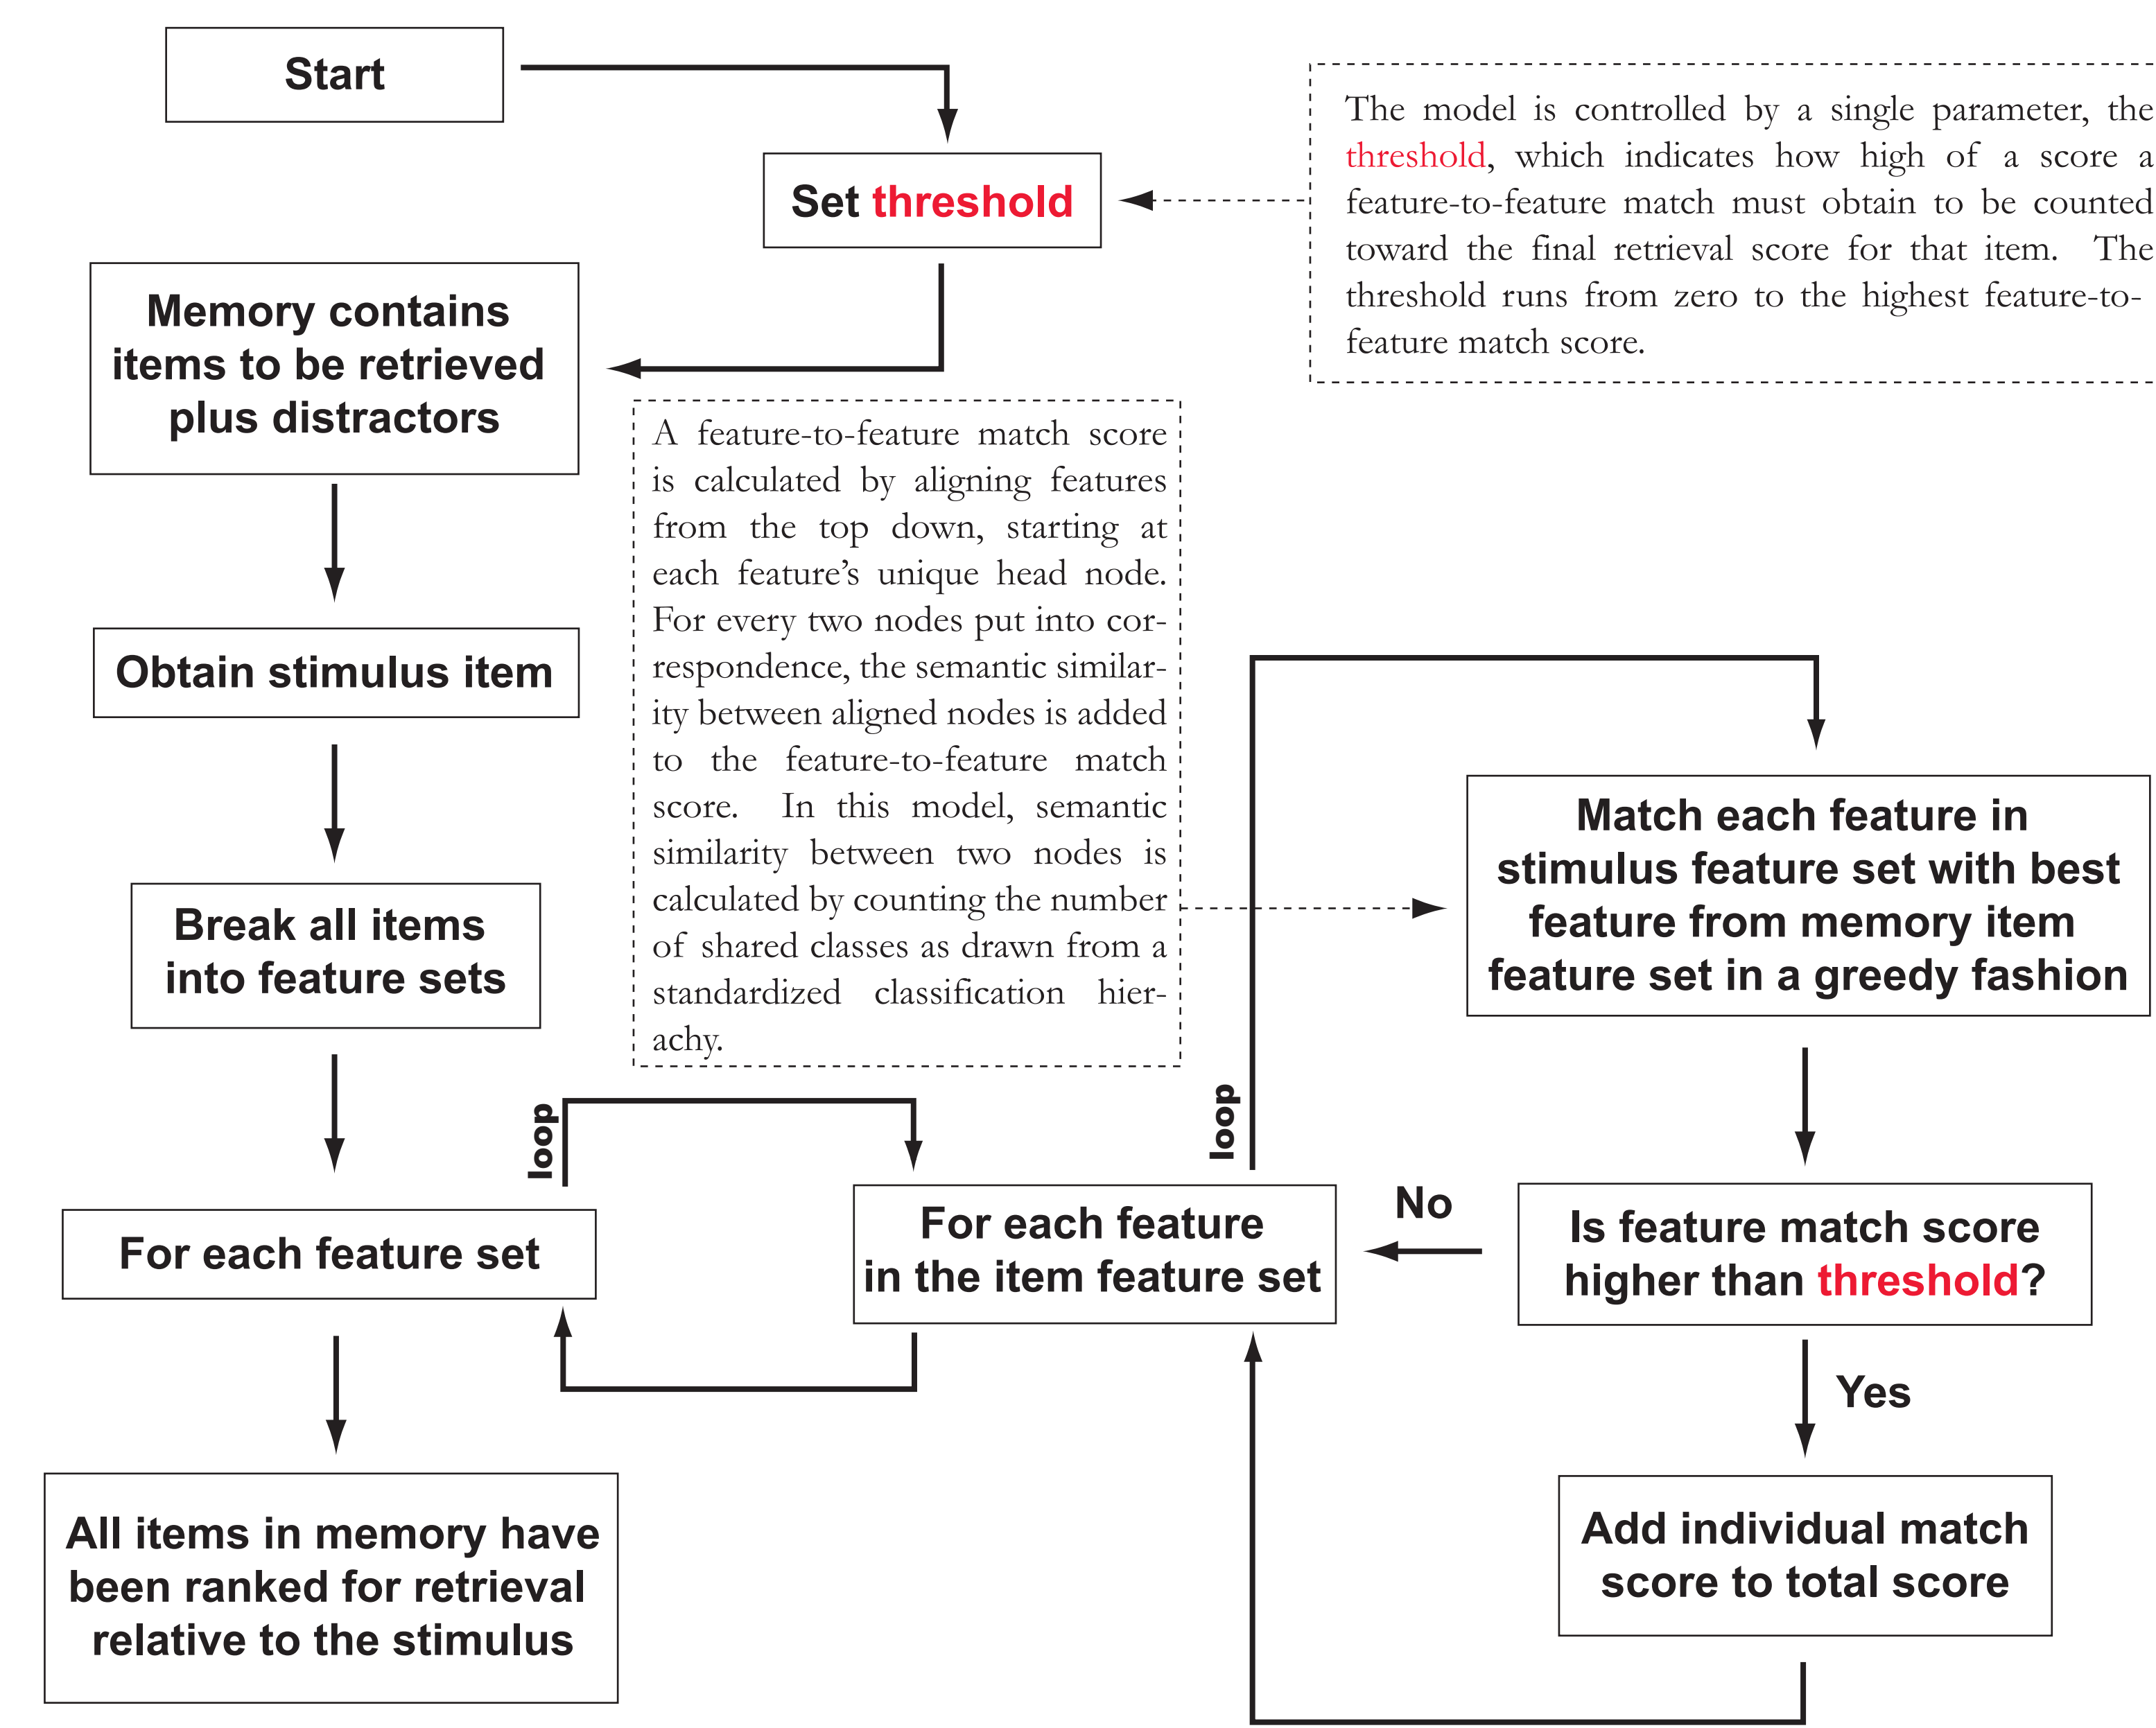 Start
Set threshold
The model is controlled by a single parameter, the
threshold, which indicates how high of a score a
feature-to-feature match must obtain to be counted
toward the final retrieval score for that item. The
threshold runs from zero to the highest feature-to-
feature match score.
Memory contains
items to be retrieved
plus distractors
A feature-to-feature match score
is calculated by aligning features
from the top down, starting at
each feature’s unique head node.
For every two nodes put into cor-
respondence, the semantic similar-
ity between aligned nodes is added
to the feature-to-feature match
score. In this model, semantic
similarity between two nodes is
calculated by counting the number
of shared classes as drawn from a
standardized classification hier-
achy.
Obtain stimulus item
Break all items
into feature sets
For each feature set
loop
For each feature
in the item feature set
loop
Match each feature in
stimulus feature set with best
feature from memory item
feature set in a greedy fashion
Is feature match score
higher than threshold?
No
Yes
Add individual match
score to total score
All items in memory have
been ranked for retrieval
relative to the stimulus